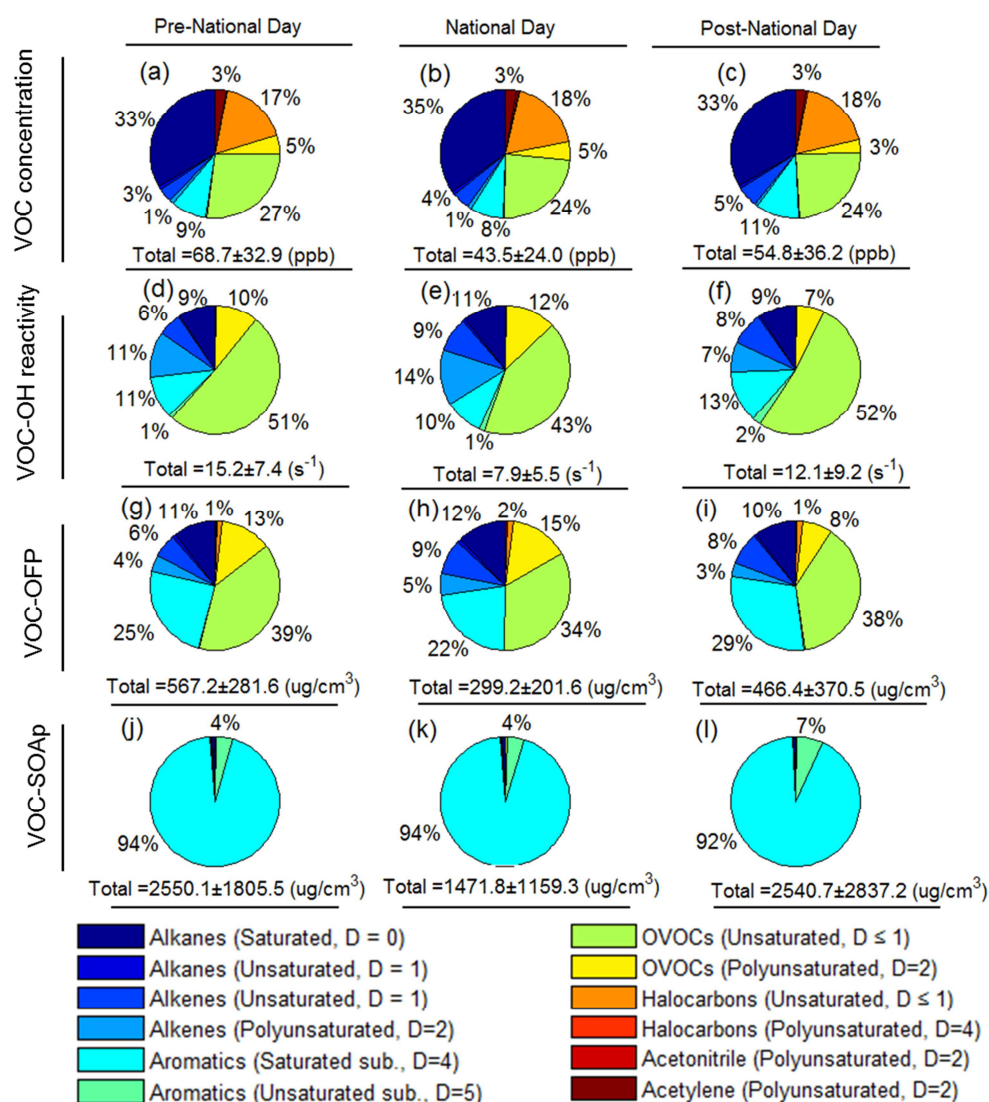 Pre-National Day
National Day
Post-National Day
VOC concentration
(a)
3%
17%
33%
5%
3%
1%
9%
27%
Total =68.7±32.9 (ppb)
(b)
3%
18%
35%
5%
4%
1%
8%
24%
Total =43.5±24.0 (ppb)
(c)
3%
18%
33%
3%
5%
11%
24%
Total =54.8±36.2 (ppb)
VOC-OH reactivity
(d)
9%
10%
6%
11%
11%
1%
51%
Total =15.2±7.4 (s⁻¹)
(e)
11%
12%
9%
14%
10%
1%
43%
Total =7.9±5.5 (s⁻¹)
(f)
9%
7%
8%
7%
13%
2%
52%
Total =12.1±9.2 (s⁻¹)
VOC-OFP
(g)
11%
1%
13%
6%
4%
25%
39%
Total =567.2±281.6 (ug/cm³)
(h)
12%
2%
15%
9%
5%
22%
34%
Total =299.2±201.6 (ug/cm³)
(i)
10%
1%
8%
8%
3%
29%
38%
Total =466.4±370.5 (ug/cm³)
VOC-SOAp
(j)
4%
94%
Total =2550.1±1805.5 (ug/cm³)
(k)
4%
94%
Total =1471.8±1159.3 (ug/cm³)
(l)
7%
92%
Total =2540.7±2837.2 (ug/cm³)
Alkanes (Saturated, D = 0)
Alkanes (Unsaturated, D = 1)
Alkenes (Unsaturated, D = 1)
Alkenes (Polyunsaturated, D=2)
Aromatics (Saturated sub., D=4)
Aromatics (Unsaturated sub., D=5)
OVOCs (Unsaturated, D ≤ 1)
OVOCs (Polyunsaturated, D=2)
Halocarbons (Unsaturated, D ≤ 1)
Halocarbons (Polyunsaturated, D=4)
Acetonitrile (Polyunsaturated, D=2)
Acetylene (Polyunsaturated, D=2)